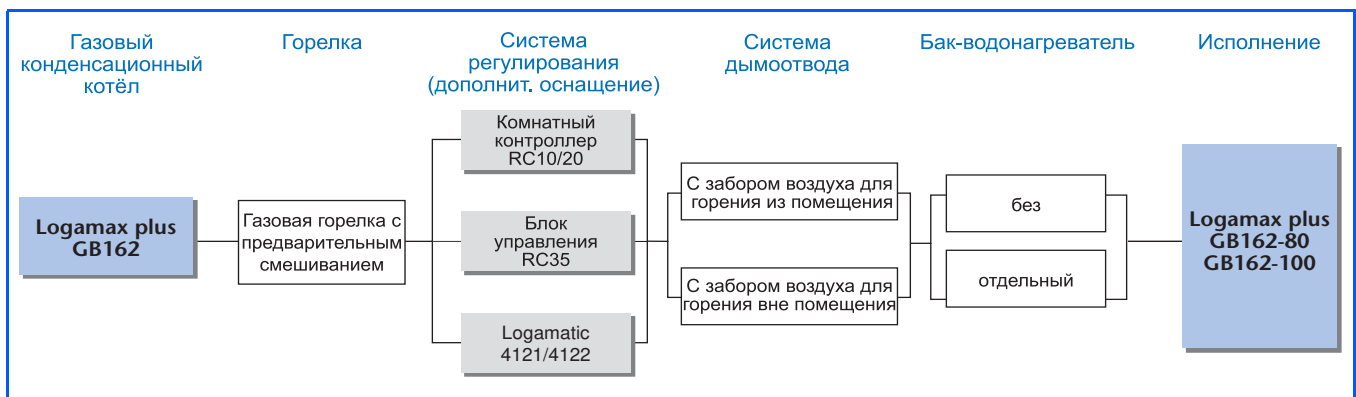 Газовый
конденсационный
котёл
Горелка
Система
регулирования
(дополнит. оснащение)
Система
дымоотвода
Бак-водонагреватель
Исполнение
Logamax plus
GB162
Газовая горелка с
предварительным
смешиванием
Комнатный
контроллер
RC10/20
Блок
управления
RC35
Logamatic
4121/4122
С забором воздуха для
горения из помещения
С забором воздуха для
горения вне помещения
без
отдельный
Logamax plus
GB162-80
GB162-100